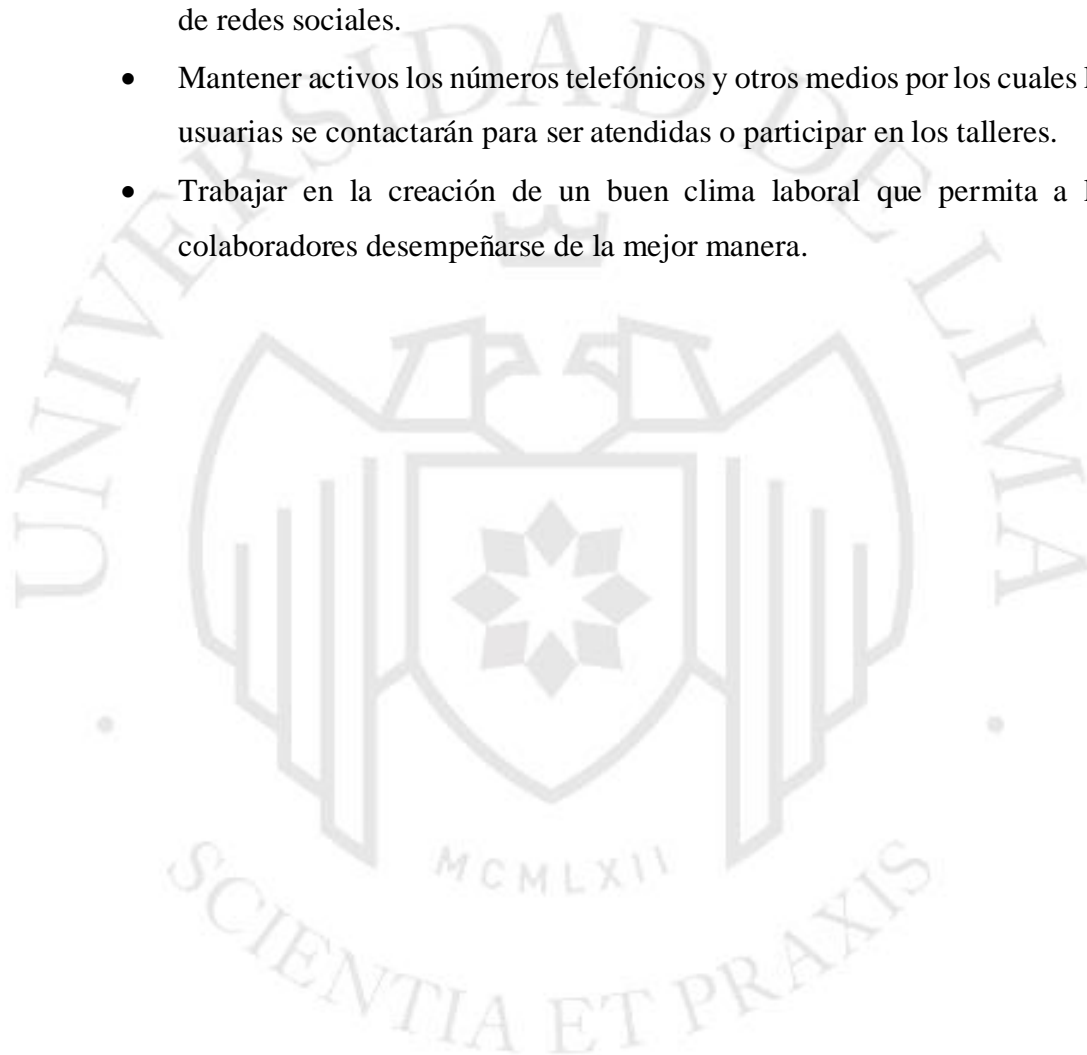 de redes sociales.
• Mantener activos los números telefónicos y otros medios por los cuales
usuarias se contactarán para ser atendidas o participar en los talleres.
• Trabajar en la creación de un buen clima laboral que permita a
colaboradores desempeñarse de la mejor manera.
UNIVERSIDAD DE LIMA
MCMLXII
SCIENTIA ET PRAXIS